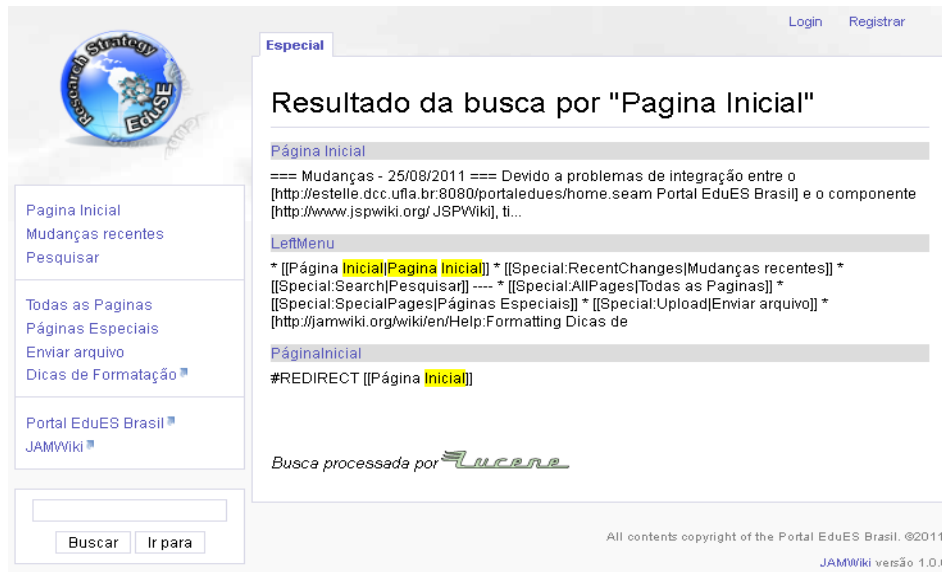 Login Registrar
Research Strategy
EduSE
Especial
Resultado da busca por "Pagina Inicial"
Página Inicial
=== Mudanças - 25/08/2011 === Devido a problemas de integração entre o
[http://estelle.dcc.ufla.br:8080/portaledues/home.seam Portal EduES Brasil] e o componente
[http://www.jspwiki.org/ JSPWiki], ti...
LeftMenu
* [[Página Inicial|Pagina Inicial]] * [[Special:RecentChanges|Mudanças recentes]] *
[[Special:Search|Pesquisar]] ---- * [[Special:AllPages|Todas as Paginas]] *
[[Special:SpecialPages|Páginas Especiais]] * [[Special:Upload|Enviar arquivo]] *
[http://jamwiki.org/wiki/en/Help:Formatting Dicas de
PáginaInicial
#REDIRECT [[Página Inicial]]
Busca processada por Lucene
Pagina Inicial
Mudanças recentes
Pesquisar
Todas as Paginas
Páginas Especiais
Enviar arquivo
Dicas de Formatação
Portal EduES Brasil
JAMWiki
Buscar Ir para
All contents copyright of the Portal EduES Brasil. ©2011
JAMWiki versão 1.0.